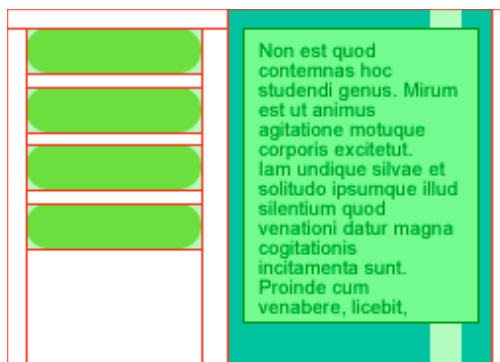 Non est quod
contemnas hoc
studendi genus. Mirum
est ut animus
agitatione motuque
corporis excitetut.
Iam undique silvae et
solitudo ipsumque illud
silentium quod
venationi datur magna
cogitationis
incitamenta sunt.
Proinde cum
venabere, licebit,